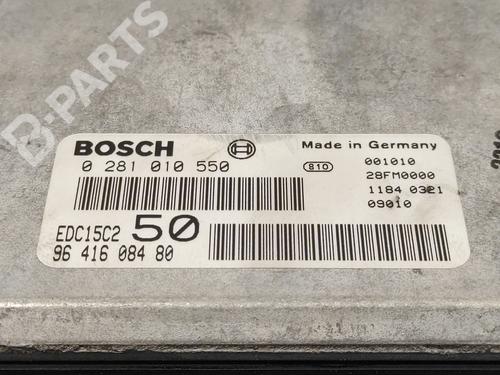 B-PARTS
BOSCH
Made in Germany
0 281 010 550
810
001010
28FM0000
1184 0321
09010
EDC15C2 50
96 416 084 80